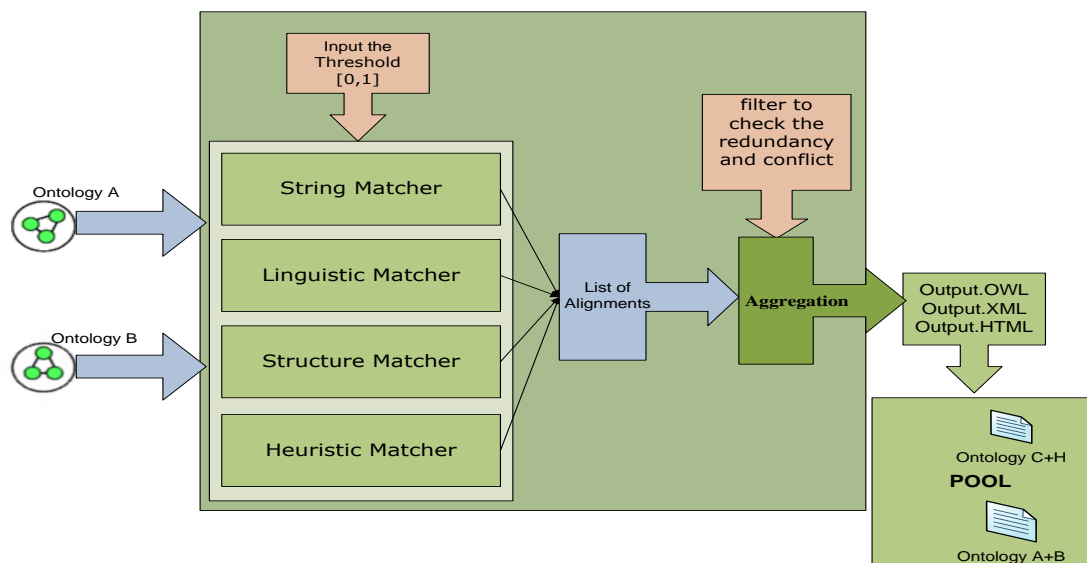 Input the
Threshold
[0,1]
filter to
check the
redundancy
and conflict
String Matcher
Ontology A
Linguistic Matcher
List of
Alignments
Aggregation
Output.OWL
Output.XML
Output.HTML
Ontology B
Structure Matcher
Heuristic Matcher
Ontology C+H
POOL
Ontology A+B